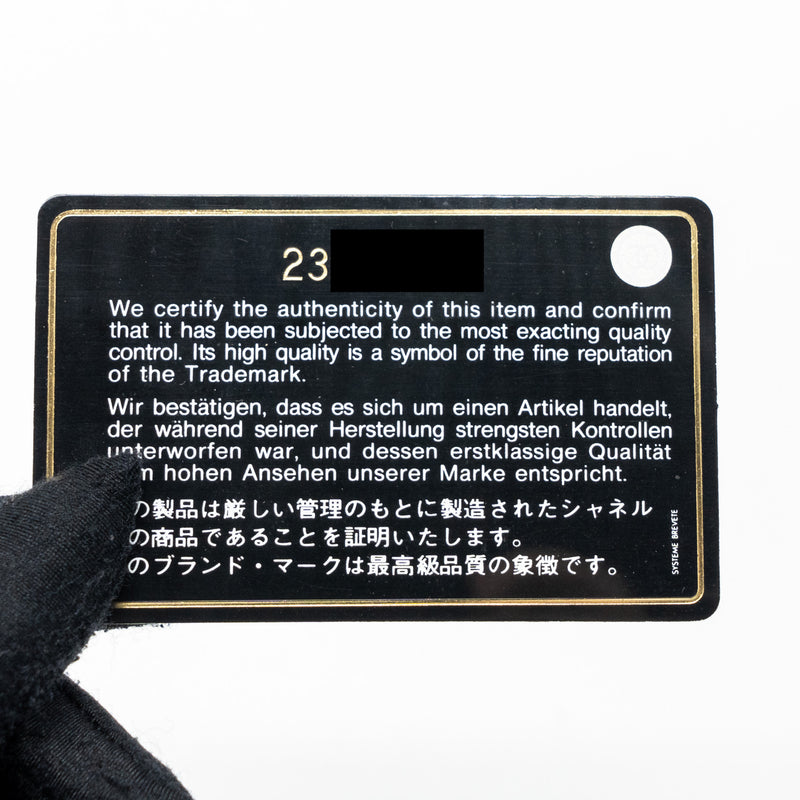 23
We certify the authenticity of this item and confirm
that it has been subjected to the most exacting quality
control. Its high quality is a symbol of the fine reputation
of the Trademark.
Wir bestätigen, dass es sich um einen Artikel handelt,
der während seiner Herstellung strengsten Kontrollen
unterworfen war, und dessen erstklassige Qualität
hohen Ansehen unserer Marke entspricht.
の製品は厳しい管理のもとに製造されたシャネル
の商品であることを証明いたします。
のブランド・マークは最高級品質の象徴です。
SYSTEME BREVETE